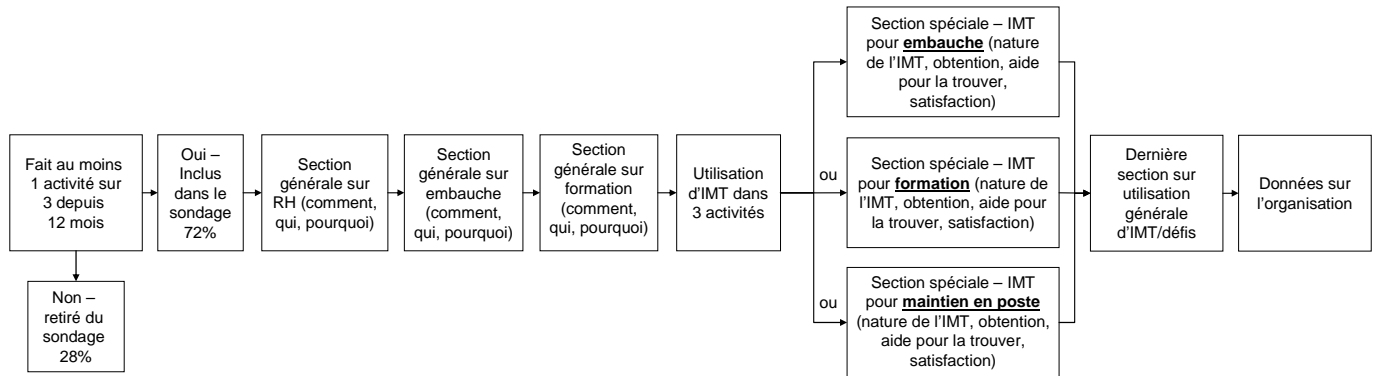 Fait au moins
1 activité sur
3 depuis
12 mois
Non –
retiré du
sondage
28%
Oui –
Inclus
dans le
sondage
72%
Section
générale sur
RH (comment,
qui, pourquoi)
Section
générale sur
embauche
(comment,
qui, pourquoi)
Section
générale sur
formation
(comment,
qui, pourquoi)
Utilisation
d'IMT dans
3 activités
Section spéciale – IMT
pour embauche (nature
de l'IMT, obtention, aide
pour la trouver,
satisfaction)
ou
Section spéciale – IMT
pour formation (nature de
l'IMT, obtention, aide pour
la trouver, satisfaction)
ou
Section spéciale – IMT
pour maintien en poste
(nature de l'IMT, obtention,
aide pour la trouver,
satisfaction)
Dernière
section sur
utilisation
générale
d'IMT/défis
Données sur
l'organisation